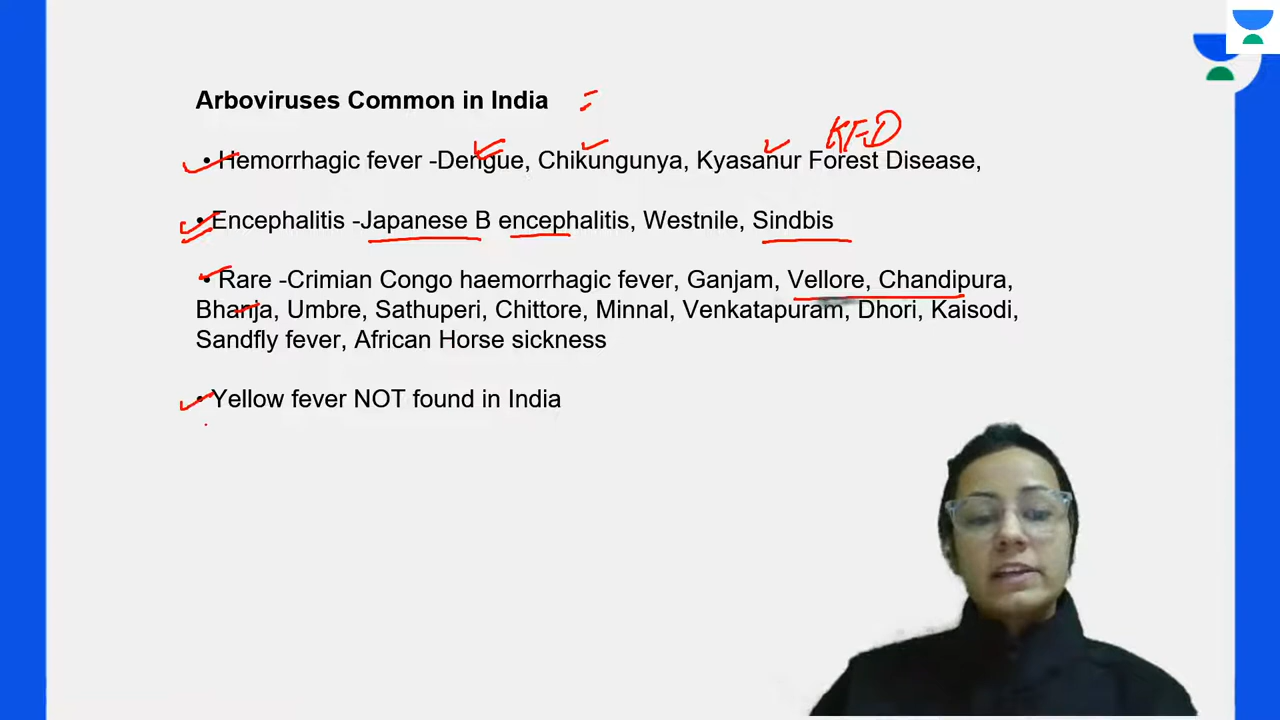 Arboviruses Common in India
KFD
• Hemorrhagic fever -Dengue, Chikungunya, Kyasanur Forest Disease,
• Encephalitis -Japanese B encephalitis, Westnile, Sindbis
• Rare -Crimian Congo haemorrhagic fever, Ganjam, Vellore, Chandipura,
Bhanja, Umbre, Sathuperi, Chittore, Minnal, Venkatapuram, Dhori, Kaisodi,
Sandfly fever, African Horse sickness
• Yellow fever NOT found in India